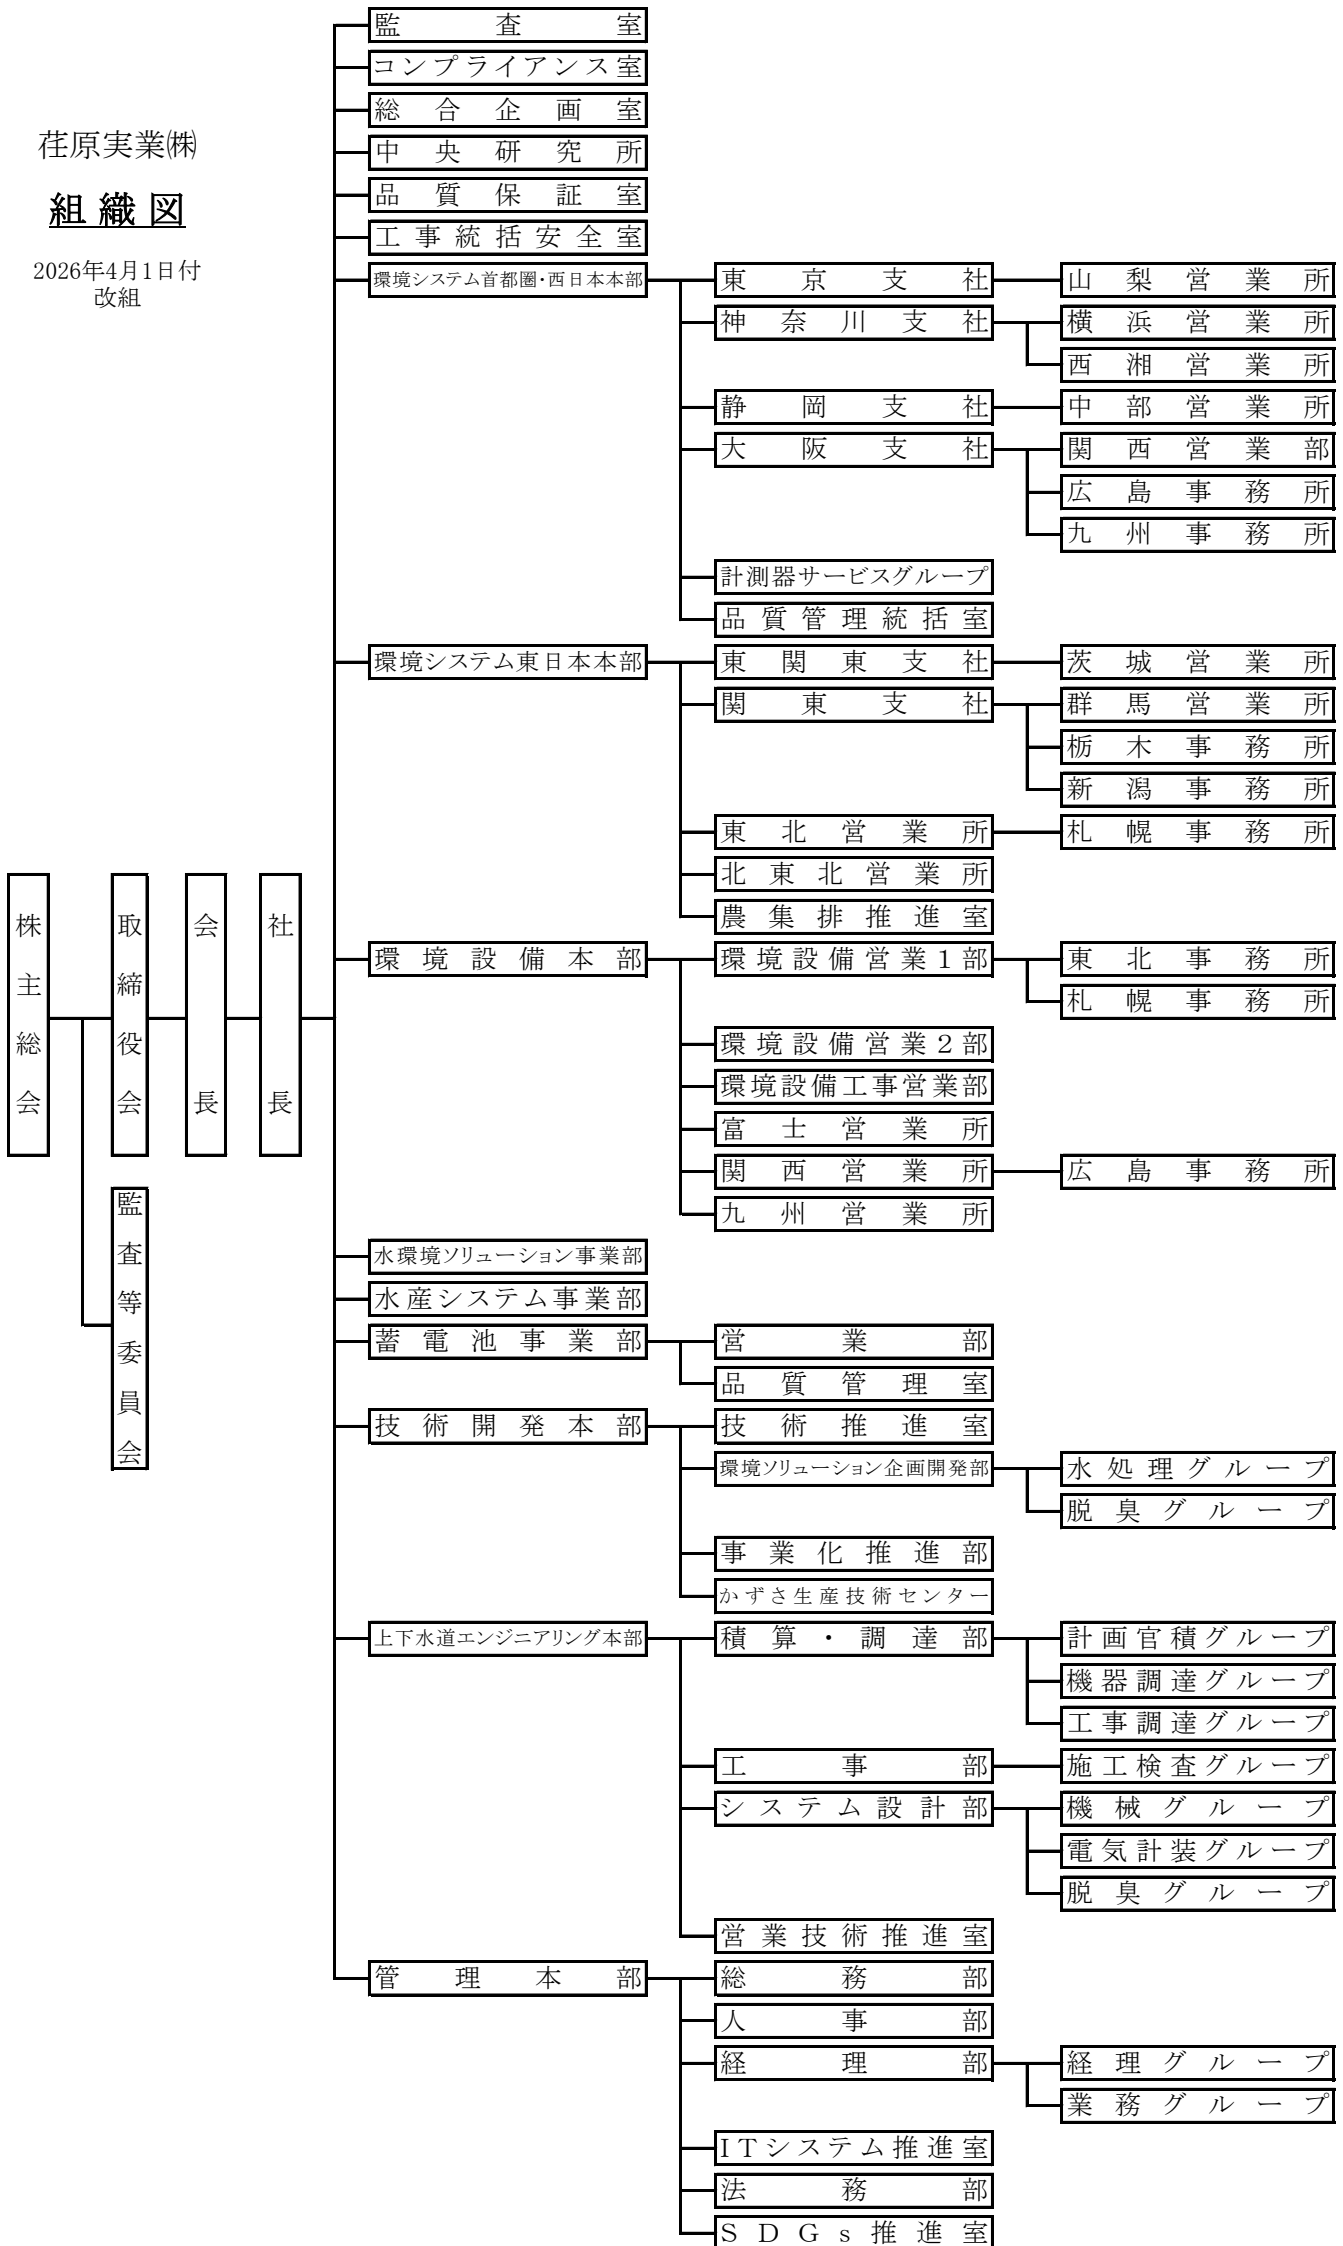 荏原実業㈱
組織図
2026年4月1日付
改組
株主総会
取締役会
監査等委員会
会長
社長
監査室
コンプライアンス室
総合企画室
中央研究所
品質保証室
工事統括安全室
環境システム首都圏・西日本本部
東京支社
山梨営業所
神奈川支社
横浜営業所
西湘営業所
静岡支社
中部営業所
大阪支社
関西営業部
広島事務所
九州事務所
計測器サービスグループ
品質管理統括室
環境システム東日本本部
東関東支社
茨城営業所
関東支社
群馬営業所
栃木事務所
新潟事務所
東北営業所
札幌事務所
北東北営業所
農集排推進室
環境設備本部
環境設備営業1部
東北事務所
札幌事務所
環境設備営業2部
環境設備工事営業部
富士営業所
関西営業所
広島事務所
九州営業所
水環境ソリューション事業部
水産システム事業部
蓄電池事業部
営業部
品質管理室
技術開発本部
技術推進室
環境ソリューション企画開発部
水処理グループ
脱臭グループ
事業化推進部
かずさ生産技術センター
上下水道エンジニアリング本部
積算・調達部
計画官積グループ
機器調達グループ
工事調達グループ
工事部
施工検査グループ
システム設計部
機械グループ
電気計装グループ
脱臭グループ
営業技術推進室
管理本部
総務部
人事部
経理部
経理グループ
業務グループ
ITシステム推進室
法務部
SDGs推進室